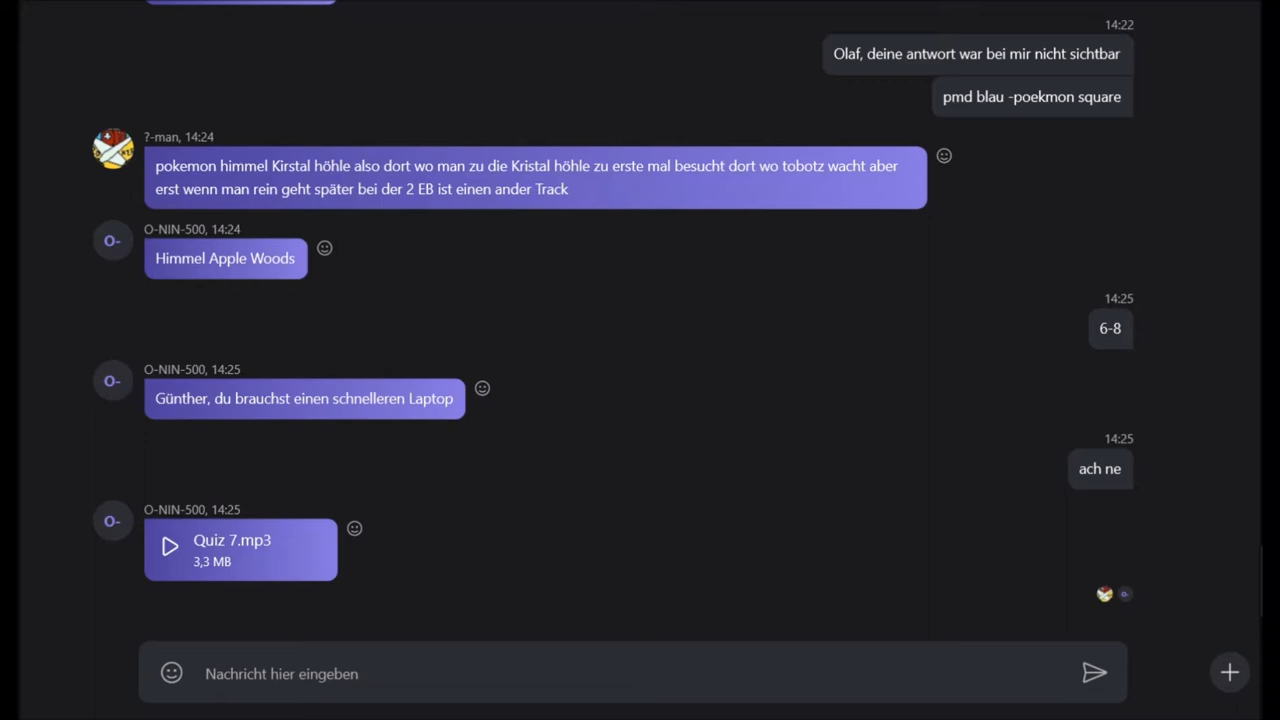 14:22
Olaf, deine antwort war bei mir nicht sichtbar
pmd blau -poekmon square
?-man, 14:24
pokemon himmel Kirstal höhle also dort wo man zu die Kristal höhle zu erste mal besucht dort wo tobotz wacht aber
erst wenn man rein geht später bei der 2 EB ist einen ander Track
O-
O-NIN-500, 14:24
Himmel Apple Woods
14:25
6-8
O-
O-NIN-500, 14:25
Günther, du brauchst einen schnelleren Laptop
14:25
ach ne
O-
O-NIN-500, 14:25
Quiz 7.mp3
3,3 MB
O-
Nachricht hier eingeben